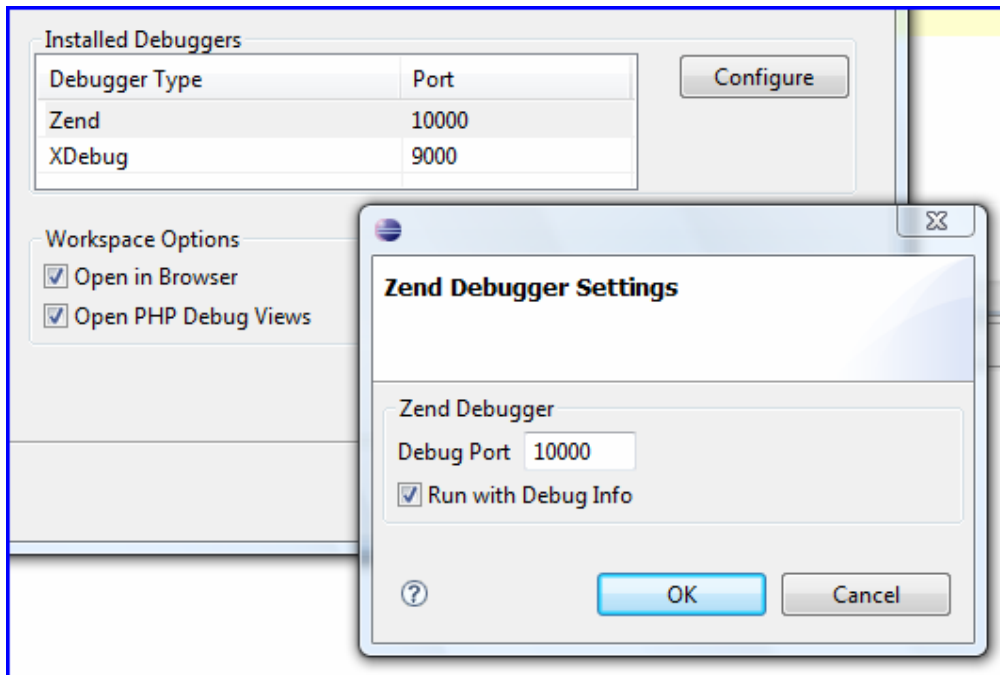 Installed Debuggers
Debugger Type Port
Configure
Zend 10000
XDebug 9000
Workspace Options
Open in Browser
Open PHP Debug Views
Zend Debugger Settings
Zend Debugger
Debug Port 10000
Run with Debug Info
OK Cancel